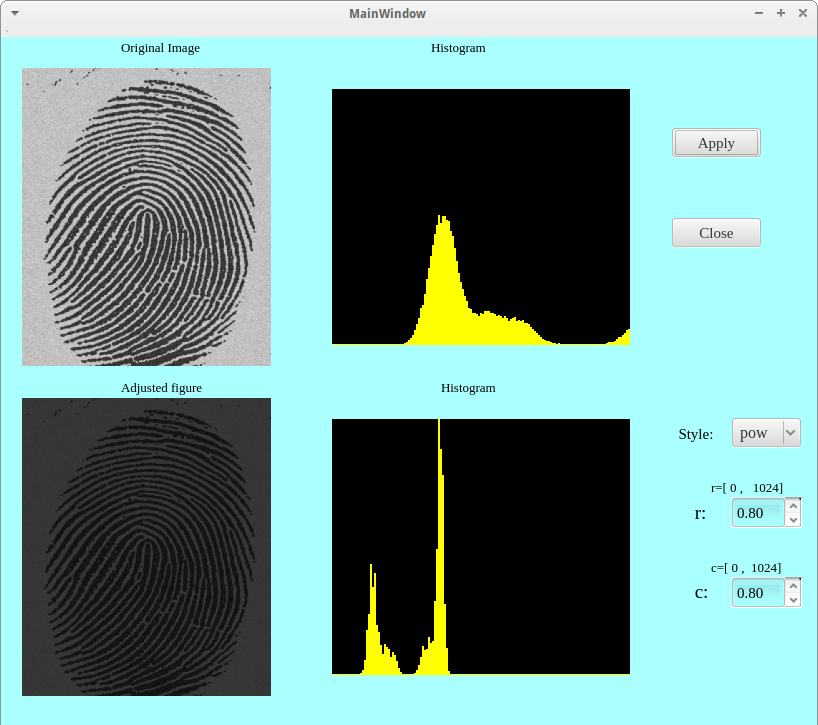 MainWindow
Original Image
Histogram
Apply
Close
Adjusted figure
Histogram
Style: pow
r=[ 0 ,   1024]
r: 0.80
c=[ 0 ,  1024]
c: 0.80